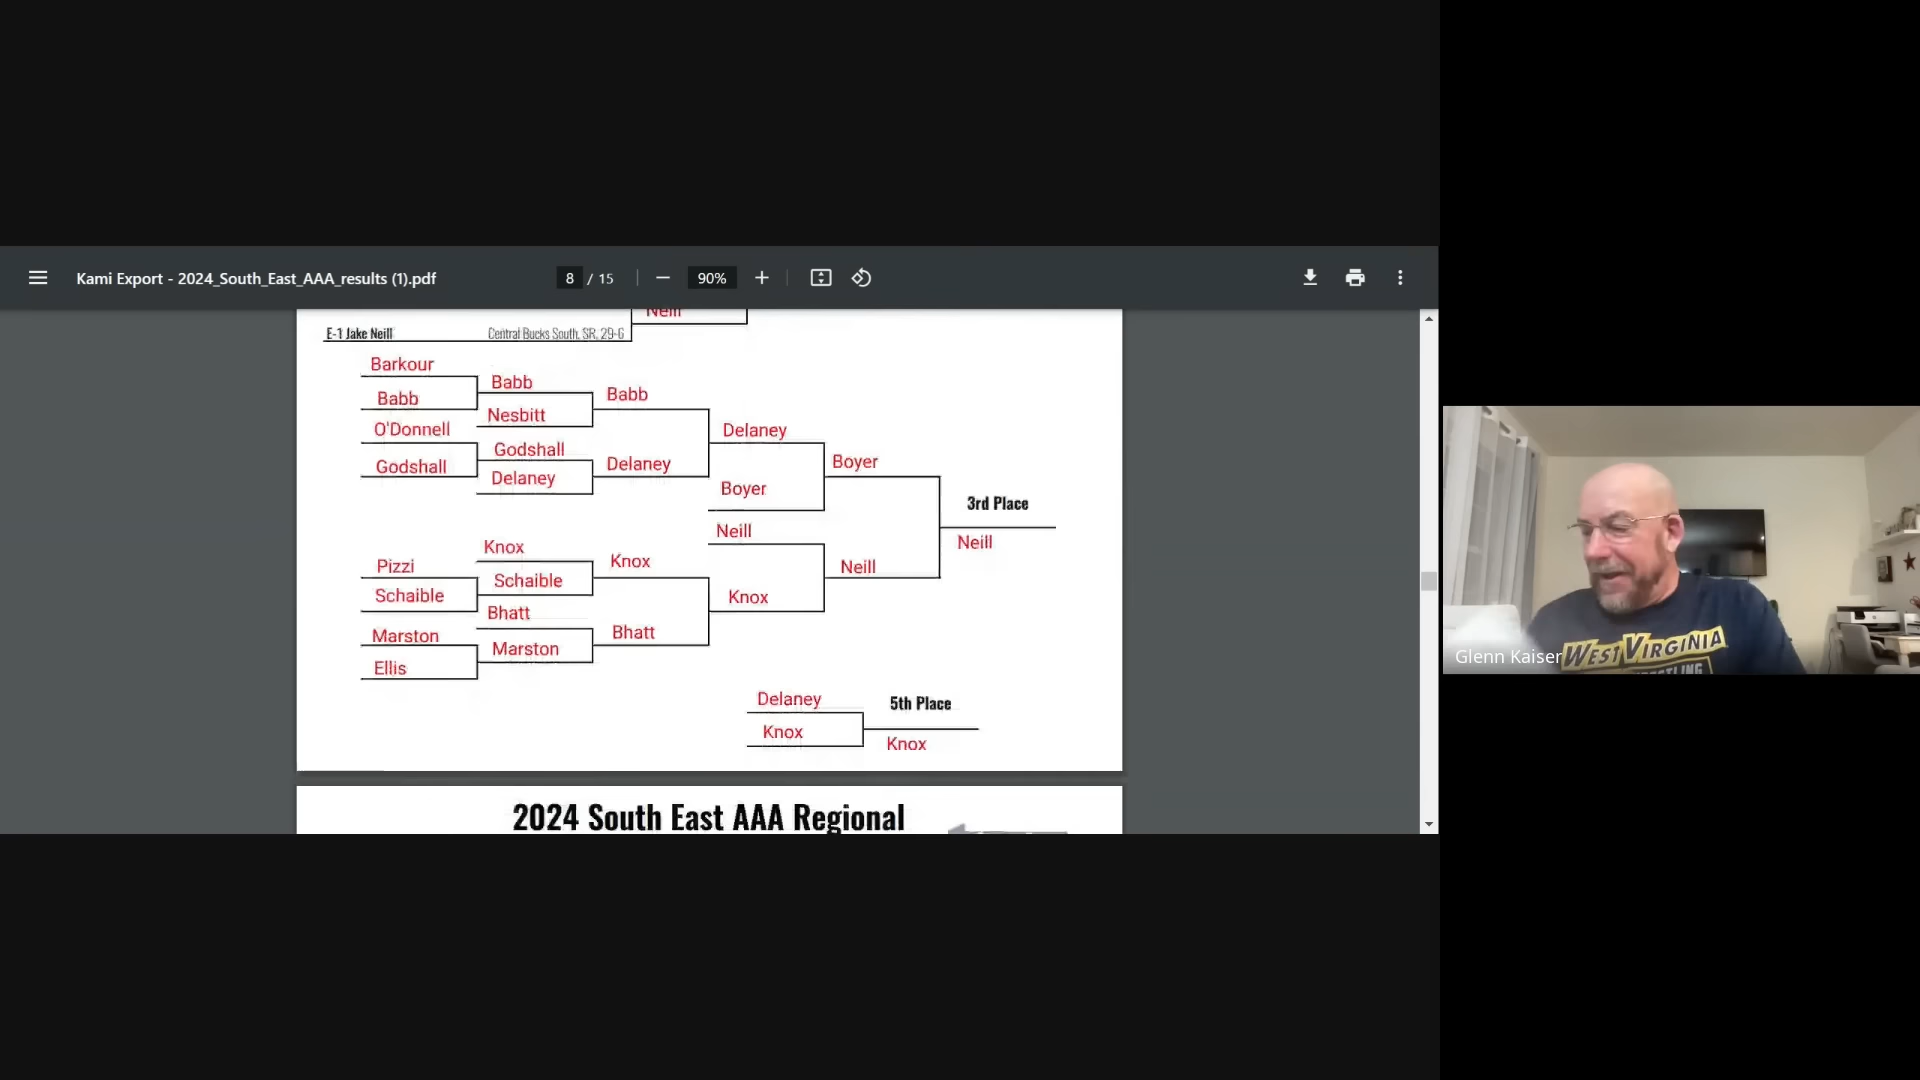 Kami Export - 2024_South_East_AAA_results (1).pdf
8 / 15
90%
Neill
E-1 Jake Neill Central Bucks South, SR, 29-6
Barkour
Babb
Babb
Babb
Nesbitt
O'Donnell
Delaney
Godshall
Boyer
Godshall
Delaney
Delaney
Boyer
3rd Place
Neill
Neill
Knox
Knox
Pizzi
Neill
Schaible
Schaible
Knox
Bhatt
Marston
Bhatt
Marston
Ellis
Delaney
5th Place
Knox
Knox
2024 South East AAA Regional
Glenn Kaiser
WEST VIRGINIA